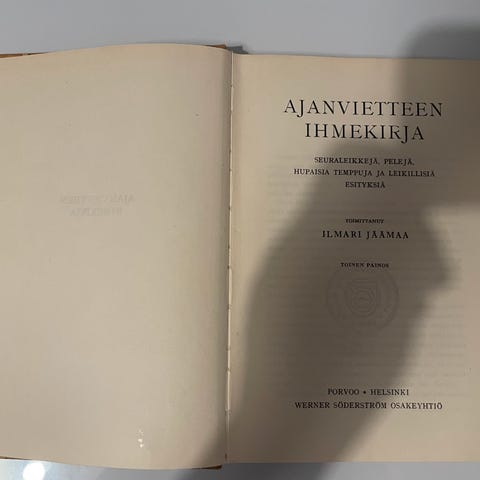 AJANVIETTEEN
IHMEKIRJA
SEURALEIKKEJÄ, PELEJÄ,
HUPAISIA TEMPPUJA JA LEIKILLISIÄ
ESITYKSIÄ
TOIMITTANUT
ILMARI JÄÄMAA
TOINEN PAINOS
PORVOO • HELSINKI
WERNER SÖDERSTRÖM OSAKEYHTIÖ